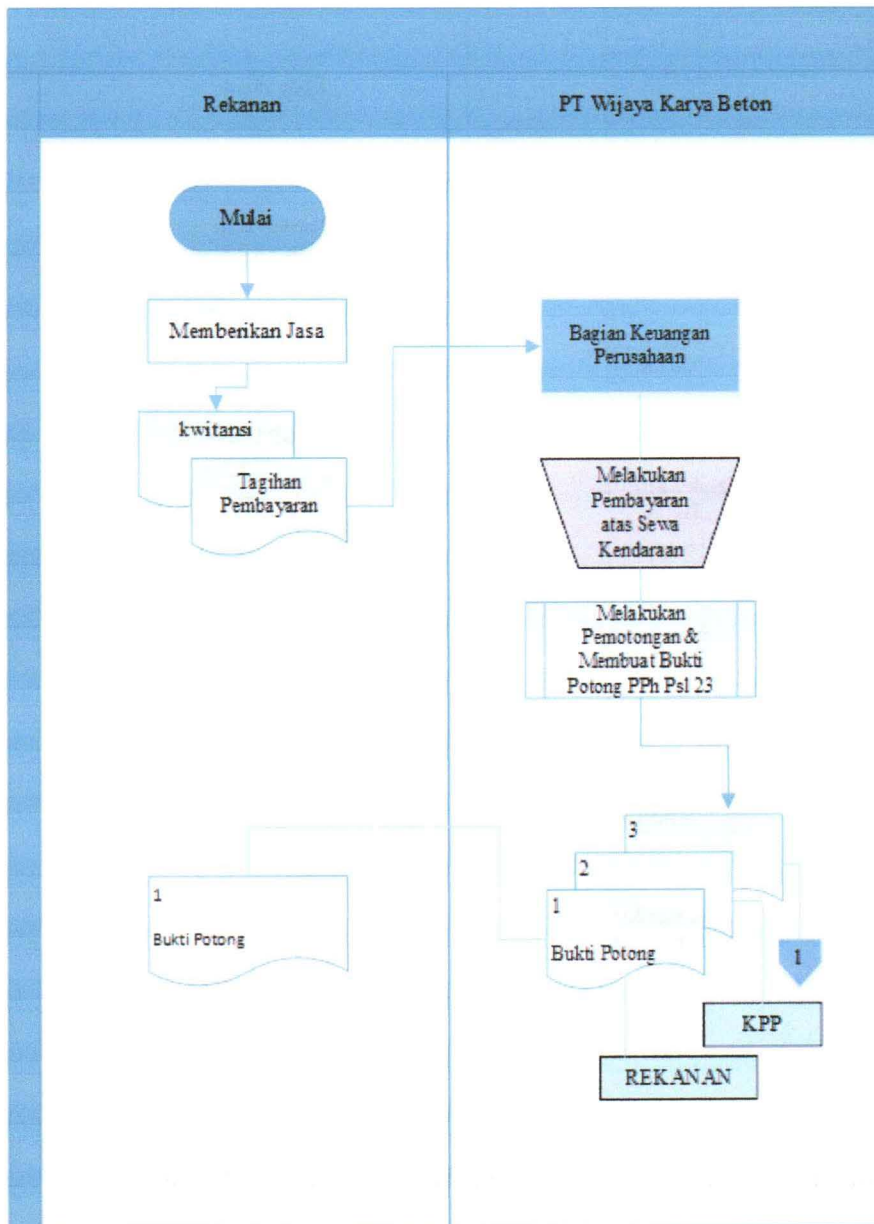 Rekanan
PT Wijaya Karya Beton
Mulai
Memberikan Jasa
kwitansi
Tagihan
Pembayaran
Bagian Keuangan
Perusahaan
Melakukan
Pembayaran
atas Sewa
Kendaraan
Melakukan
Pemotongan &
Membuat Bukti
Potong PPh Psl 23
3
2
1
Bukti Potong
1
Bukti Potong
1
KPP
REKANAN